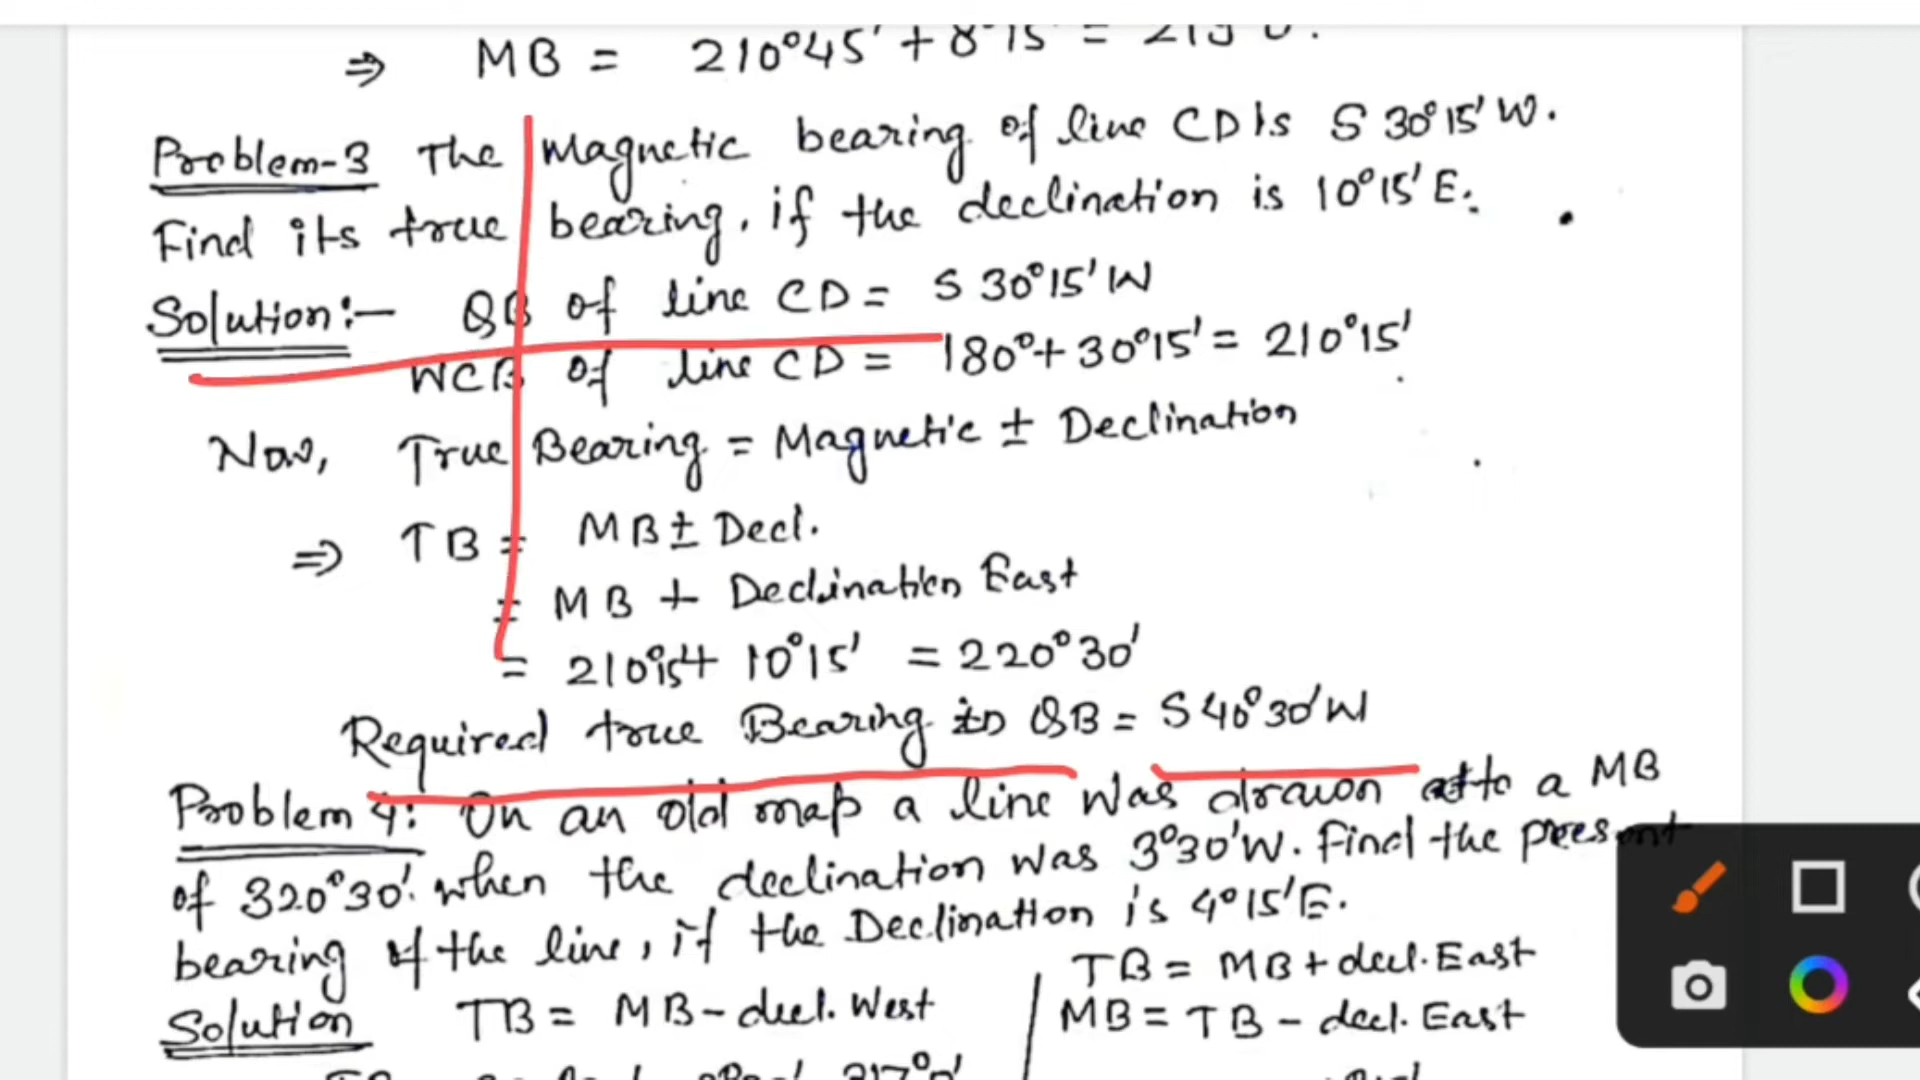 ⇒ MB = 210°45' + 8°15' =
Problem-3 The Magnetic bearing of line CD is S 30°15' W.
Find its true bearing, if the declination is 10°15' E.
Solution:- QB of line CD = S 30°15' W
WCB of line CD = 180°+ 30°15' = 210°15'
Now, True Bearing = Magnetic ± Declination
⇒ TB = MB ± Decl.
= MB + Declination East
= 210°15'+ 10°15' = 220°30'
Required true Bearing in QB = S 40°30' W
Problem 4: On an old map a line was drawn to a MB
of 320°30'. when the declination was 3°30'W. Find the present
bearing of the line, if the Declination is 4°15'E.
Solution TB = MB - decl. West
TB = MB + decl. East
MB = TB - decl. East